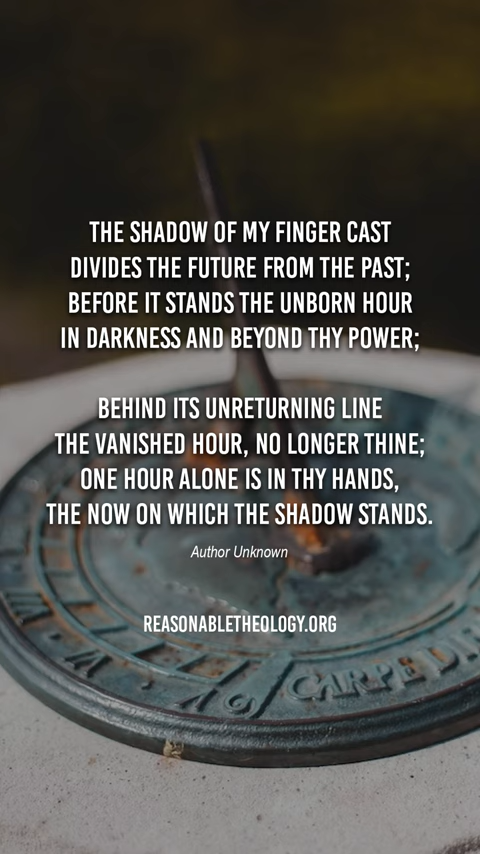 THE SHADOW OF MY FINGER CAST
DIVIDES THE FUTURE FROM THE PAST;
BEFORE IT STANDS THE UNBORN HOUR
IN DARKNESS AND BEYOND THY POWER;
BEHIND ITS UNRETURNING LINE
THE VANISHED HOUR, NO LONGER THINE;
ONE HOUR ALONE IS IN THY HANDS,
THE NOW ON WHICH THE SHADOW STANDS.
Author Unknown
REASONABLETHEOLOGY.ORG
CARPE